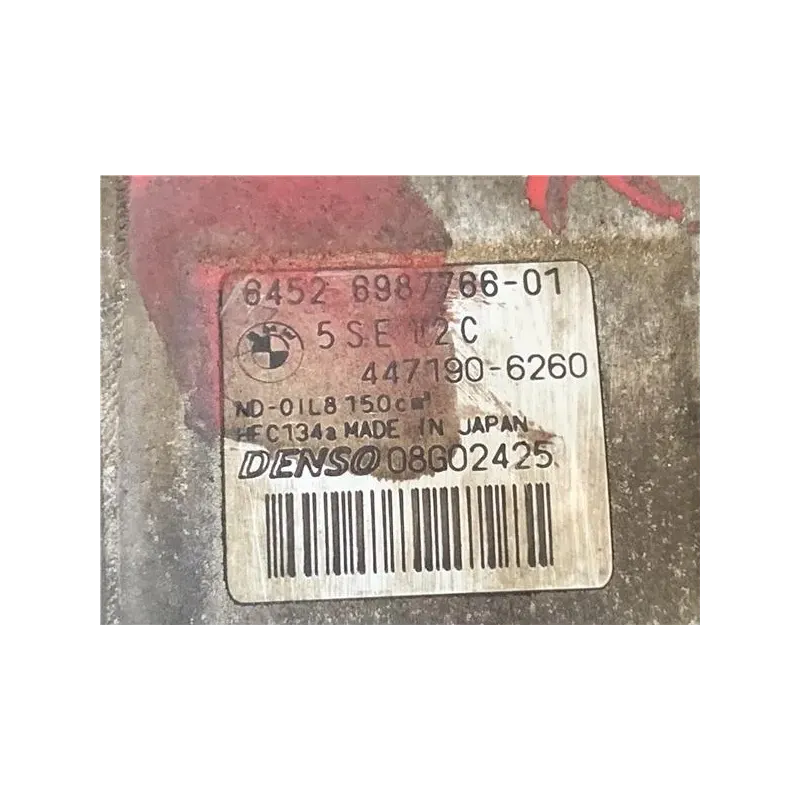 6452 6987766-01
5SE12C
447190-6260
ND-OIL8 150cm³
HFC134a MADE IN JAPAN
DENSO 08G02425